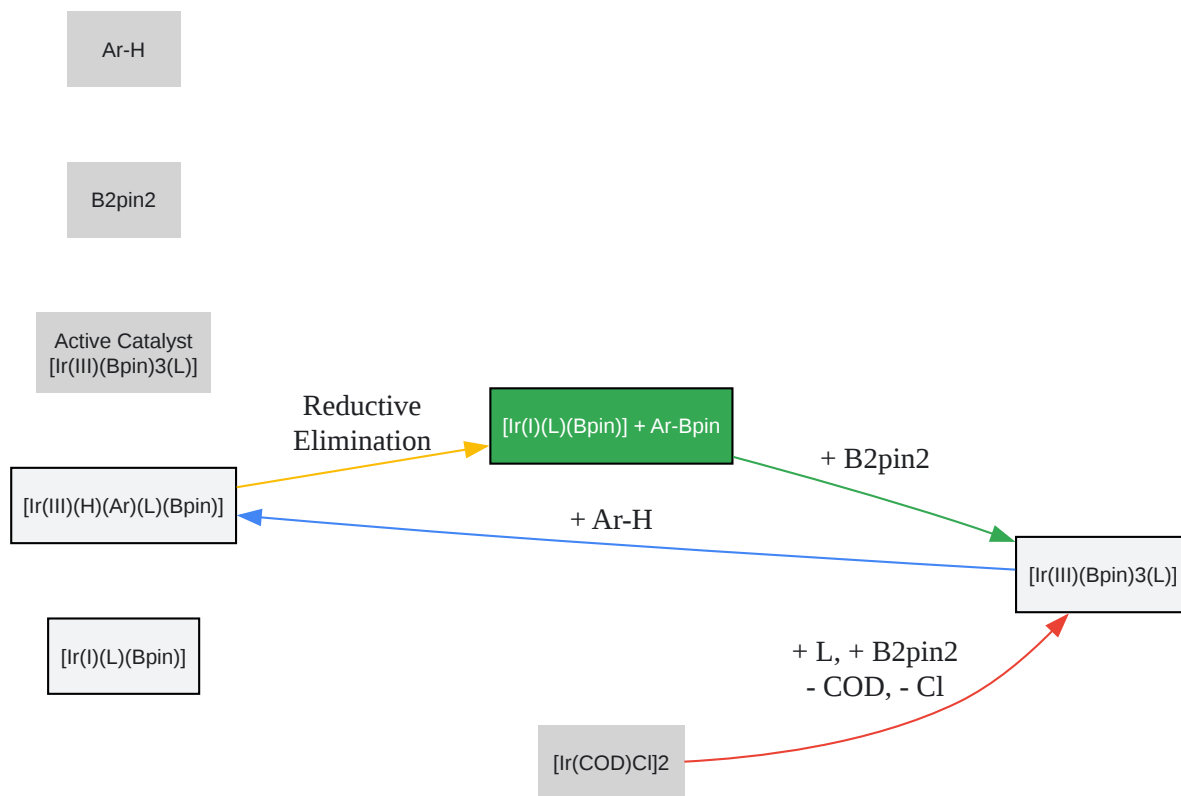 Ar-H
B2pin2
Active Catalyst
[Ir(III)(Bpin)3(L)]
Reductive
Elimination
[Ir(I)(L)(Bpin)] + Ar-Bpin
+ B2pin2
[Ir(III)(H)(Ar)(L)(Bpin)]
+ Ar-H
[Ir(III)(Bpin)3(L)]
[Ir(I)(L)(Bpin)]
+ L, + B2pin2
- COD, - Cl
[Ir(COD)Cl]2